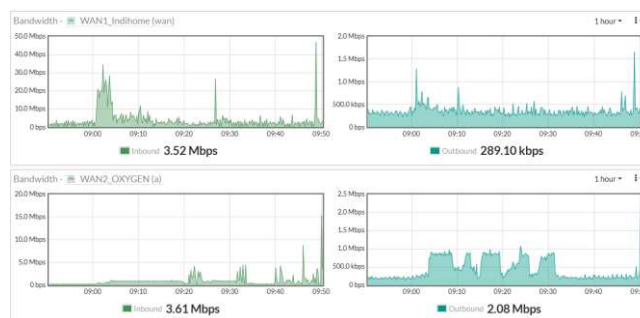 Bandwidth - WAN1_Indihome (wan)
1 hour
50.0 Mbps
40.0 Mbps
30.0 Mbps
20.0 Mbps
10.0 Mbps
0 bps
09:00 09:10 09:20 09:30 09:40 09:50
Inbound 3.52 Mbps
2.0 Mbps
1.5 Mbps
1.0 Mbps
500.0 kbps
0 bps
09:00 09:10 09:20 09:30 09:40 09:50
Outbound 289.10 kbps
Bandwidth - WAN2_OXYGEN (a)
1 hour
20.0 Mbps
15.0 Mbps
10.0 Mbps
5.0 Mbps
0 bps
09:00 09:10 09:20 09:30 09:40 09:50
Inbound 3.61 Mbps
2.5 Mbps
2.0 Mbps
1.5 Mbps
1.0 Mbps
500.0 kbps
0 bps
09:00 09:10 09:20 09:30 09:40
Outbound 2.08 Mbps